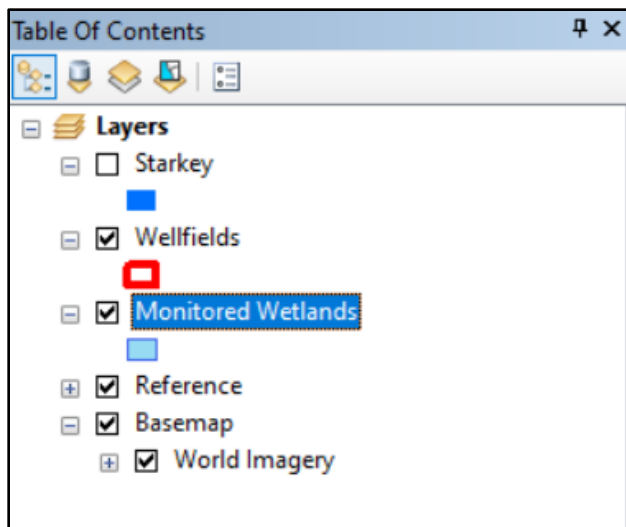 Table Of Contents
Layers
Starkey
Wellfields
Monitored Wetlands
Reference
Basemap
World Imagery